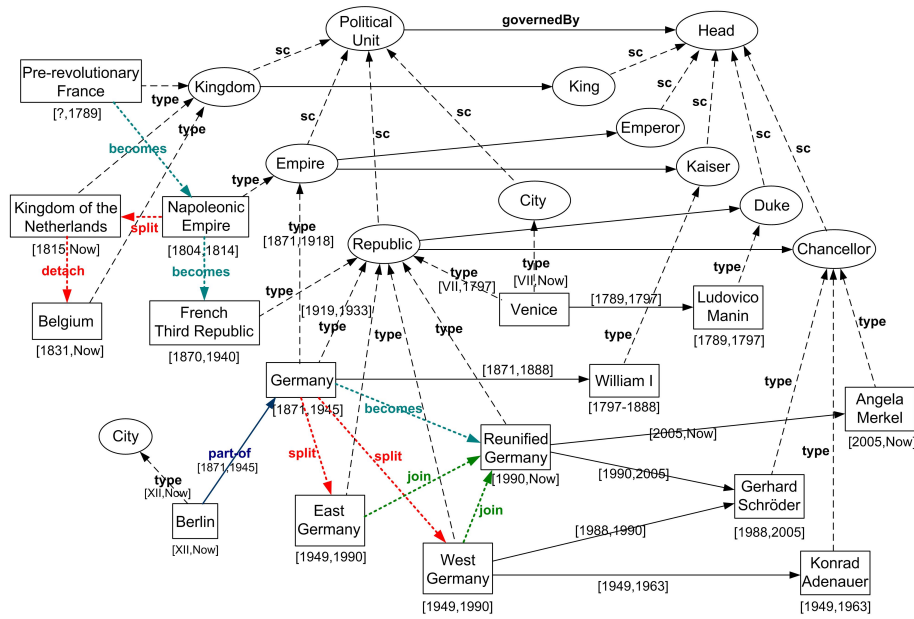 Political
Unit
governedBy
Head
sc
sc
Pre-revolutionary
France
[?,1789]
type
Kingdom
King
type
sc
sc
sc
sc
sc
sc
Emperor
becomes
Empire
Kaiser
type
City
Duke
Kingdom of the
Netherlands
[1815,Now]
split
Napoleonic
Empire
[1804,1814]
type
[1871,1918]
Republic
Chancellor
detach
becomes
type
[VII,1797]
type
[VII,Now]
type
Belgium
[1831,Now]
French
Third Republic
[1870,1940]
type
[1919,1933]
type
Venice
[1789,1797]
Ludovico
Manin
[1789,1797]
type
type
Germany
[1871,1945]
[1871,1888]
William I
[1797-1888]
type
becomes
Angela
Merkel
[2005,Now]
City
part-of
[1871,1945]
split
split
Reunified
Germany
[1990,Now]
[2005,Now]
type
type
[XII,Now]
join
[1990,2005]
Gerhard
Schröder
[1988,2005]
Berlin
[XII,Now]
East
Germany
[1949,1990]
join
[1988,1990]
West
Germany
[1949,1990]
[1949,1963]
Konrad
Adenauer
[1949,1963]